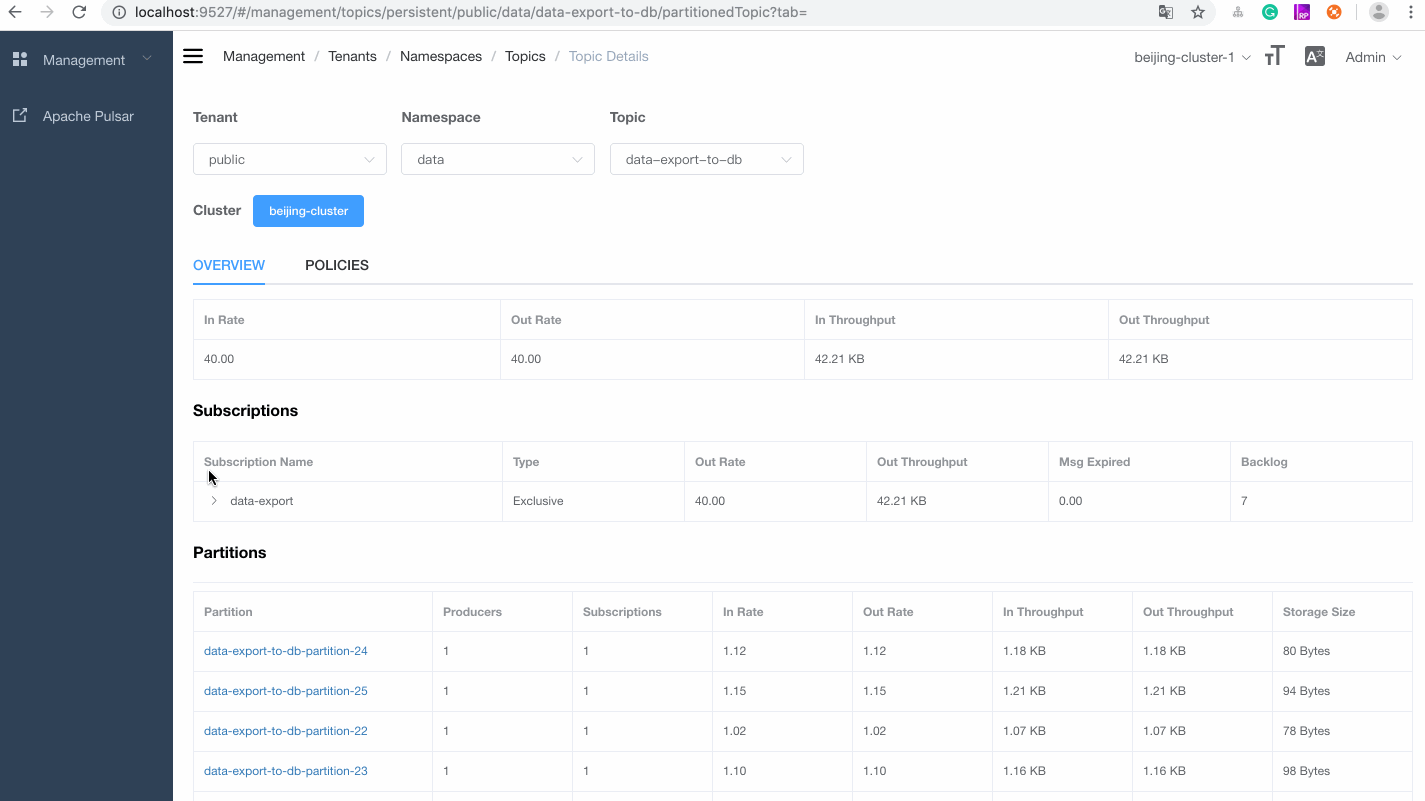 localhost:9527/#/management/topics/persistent/public/data/data-export-to-db/partitionedTopic?tab=
Management
Apache Pulsar
Management / Tenants / Namespaces / Topics / Topic Details
beijing-cluster-1
Admin
Tenant Namespace Topic
public data data-export-to-db
Cluster beijing-cluster
OVERVIEW POLICIES
In Rate Out Rate In Throughput Out Throughput
40.00 40.00 42.21 KB 42.21 KB
Subscriptions
Subscription Name Type Out Rate Out Throughput Msg Expired Backlog
data-export Exclusive 40.00 42.21 KB 0.00 7
Partitions
Partition Producers Subscriptions In Rate Out Rate In Throughput Out Throughput Storage Size
data-export-to-db-partition-24 1 1 1.12 1.12 1.18 KB 1.18 KB 80 Bytes
data-export-to-db-partition-25 1 1 1.15 1.15 1.21 KB 1.21 KB 94 Bytes
data-export-to-db-partition-22 1 1 1.02 1.02 1.07 KB 1.07 KB 78 Bytes
data-export-to-db-partition-23 1 1 1.10 1.10 1.16 KB 1.16 KB 98 Bytes